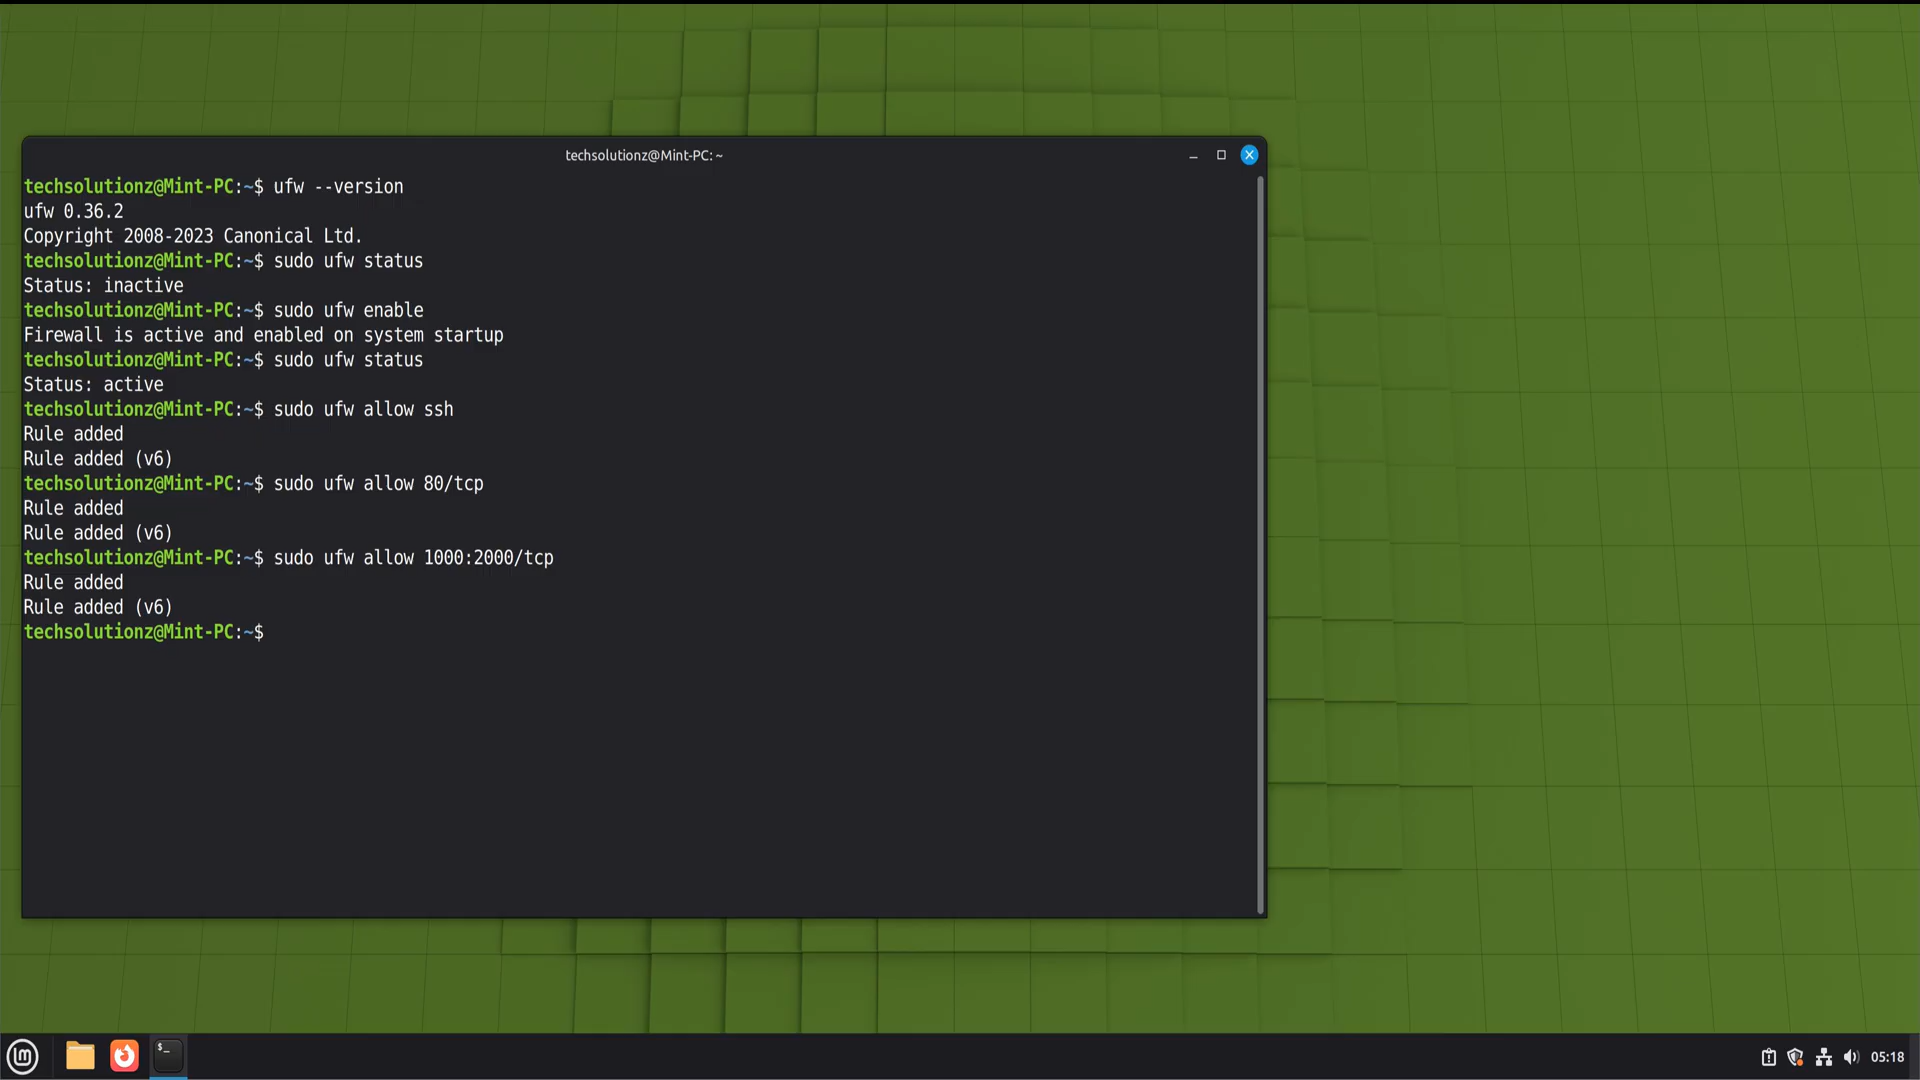 techsolutionz@Mint-PC: ~
techsolutionz@Mint-PC:~$ ufw --version
ufw 0.36.2
Copyright 2008-2023 Canonical Ltd.
techsolutionz@Mint-PC:~$ sudo ufw status
Status: inactive
techsolutionz@Mint-PC:~$ sudo ufw enable
Firewall is active and enabled on system startup
techsolutionz@Mint-PC:~$ sudo ufw status
Status: active
techsolutionz@Mint-PC:~$ sudo ufw allow ssh
Rule added
Rule added (v6)
techsolutionz@Mint-PC:~$ sudo ufw allow 80/tcp
Rule added
Rule added (v6)
techsolutionz@Mint-PC:~$ sudo ufw allow 1000:2000/tcp
Rule added
Rule added (v6)
techsolutionz@Mint-PC:~$
05:18